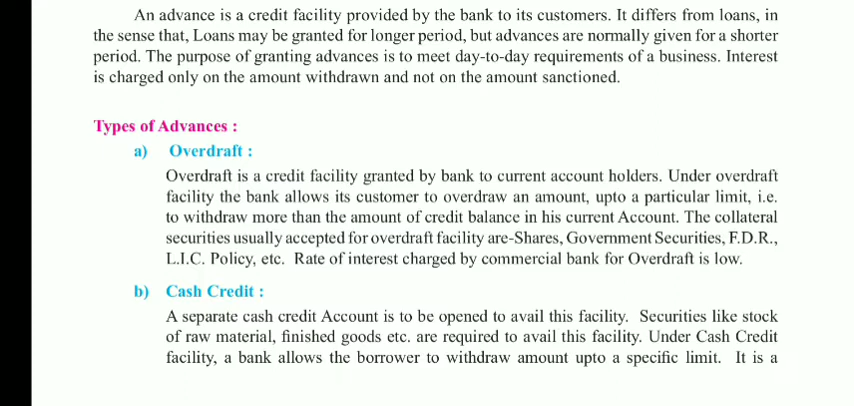 An advance is a credit facility provided by the bank to its customers. It differs from loans, in
the sense that, Loans may be granted for longer period, but advances are normally given for a shorter
period. The purpose of granting advances is to meet day-to-day requirements of a business. Interest
is charged only on the amount withdrawn and not on the amount sanctioned.
Types of Advances :
a) Overdraft :
Overdraft is a credit facility granted by bank to current account holders. Under overdraft
facility the bank allows its customer to overdraw an amount, upto a particular limit, i.e.
to withdraw more than the amount of credit balance in his current Account. The collateral
securities usually accepted for overdraft facility are-Shares, Government Securities, F.D.R.,
L.I.C. Policy, etc. Rate of interest charged by commercial bank for Overdraft is low.
b) Cash Credit :
A separate cash credit Account is to be opened to avail this facility. Securities like stock
of raw material, finished goods etc. are required to avail this facility. Under Cash Credit
facility, a bank allows the borrower to withdraw amount upto a specific limit. It is a